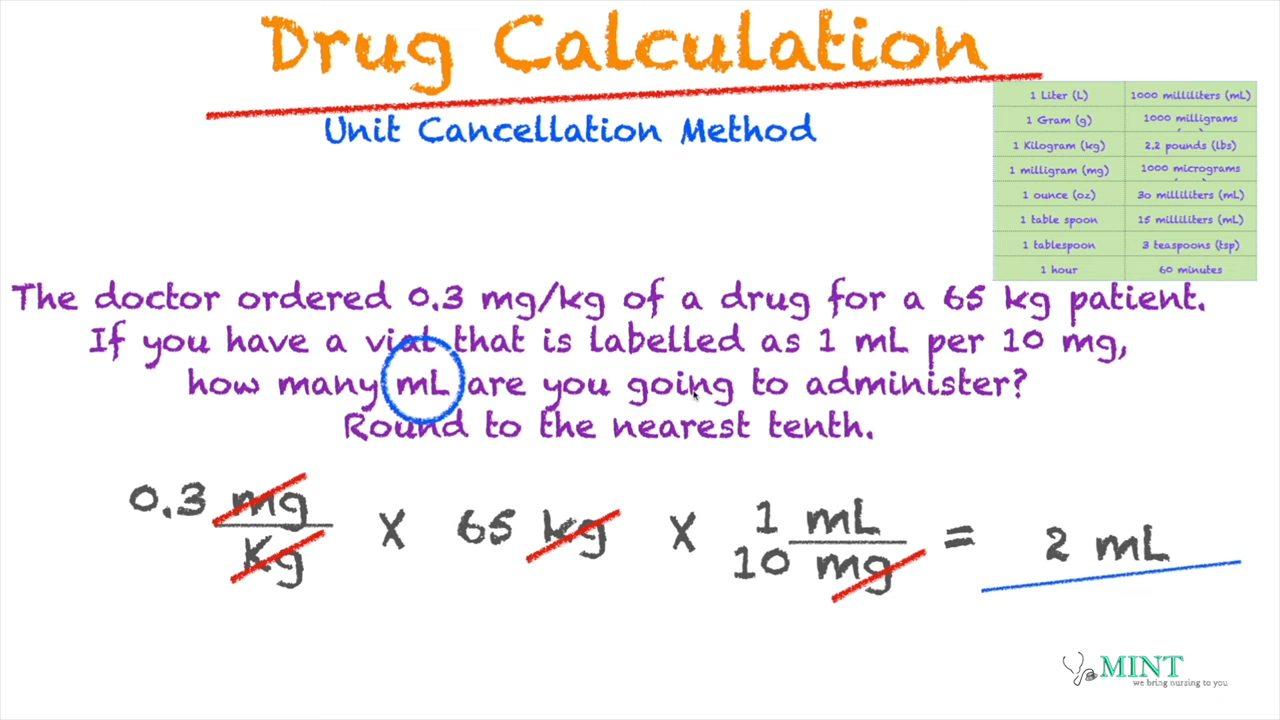 Drug Calculation
Unit Cancellation Method
1 Liter (L) 1000 milliliters (mL)
1 Gram (g) 1000 milligrams
1 Kilogram (kg) 2.2 pounds (lbs)
1 milligram (mg) 1000 micrograms
1 ounce (oz) 30 milliliters (mL)
1 table spoon 15 milliliters (mL)
1 tablespoon 3 teaspoons (tsp)
1 hour 60 minutes
The doctor ordered 0.3 mg/kg of a drug for a 65 kg patient.
If you have a vial that is labelled as 1 mL per 10 mg,
how many mL are you going to administer?
Round to the nearest tenth.
0.3 mg/Kg X 65 kg X 1 mL/10 mg = 2 mL
MINT
we bring nursing to you